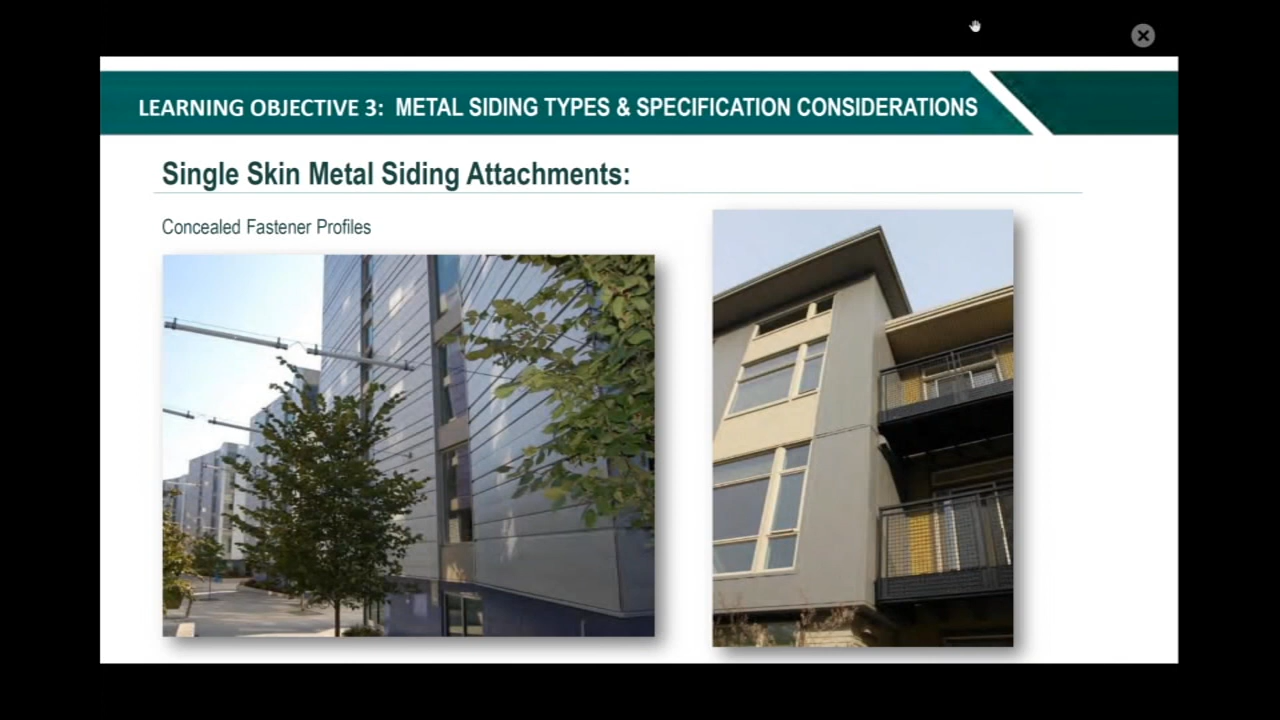 LEARNING OBJECTIVE 3: METAL SIDING TYPES & SPECIFICATION CONSIDERATIONS
Single Skin Metal Siding Attachments:
Concealed Fastener Profiles